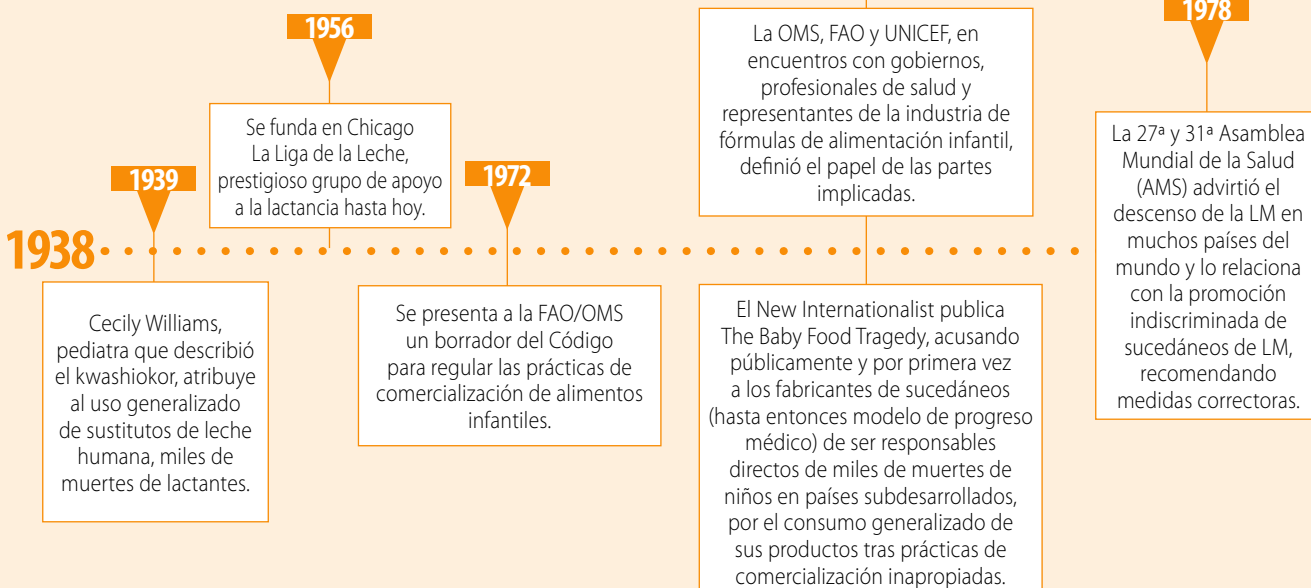 1938
1939
Cecily Williams,
pediatra que describió
el kwashiokor, atribuye
al uso generalizado
de sustitutos de leche
humana, miles de
muertes de lactantes.
1956
Se funda en Chicago
La Liga de la Leche,
prestigioso grupo de apoyo
a la lactancia hasta hoy.
1972
Se presenta a la FAO/OMS
un borrador del Código
para regular las prácticas de
comercialización de alimentos
infantiles.
La OMS, FAO y UNICEF, en
encuentros con gobiernos,
profesionales de salud y
representantes de la industria de
fórmulas de alimentación infantil,
definió el papel de las partes
implicadas.
El New Internationalist publica
The Baby Food Tragedy, acusando
públicamente y por primera vez
a los fabricantes de sucedáneos
(hasta entonces modelo de progreso
médico) de ser responsables
directos de miles de muertes de
niños en países subdesarrollados,
por el consumo generalizado de
sus productos tras prácticas de
comercialización inapropiadas.
1978
La 27ª y 31ª Asamblea
Mundial de la Salud
(AMS) advirtió el
descenso de la LM en
muchos países del
mundo y lo relaciona
con la promoción
indiscriminada de
sucedáneos de LM,
recomendando
medidas correctoras.